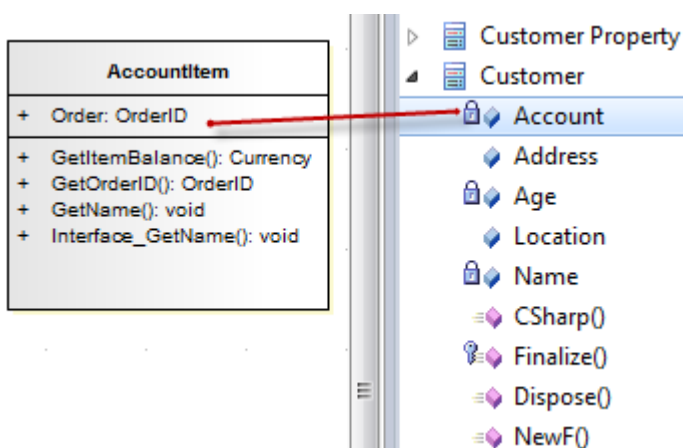 AccountItem
+ Order: OrderID
+ GetItemBalance(): Currency
+ GetOrderID(): OrderID
+ GetName(): void
+ Interface_GetName(): void
Customer Property
Customer
Account
Address
Age
Location
Name
CSharp()
Finalize()
Dispose()
NewF()